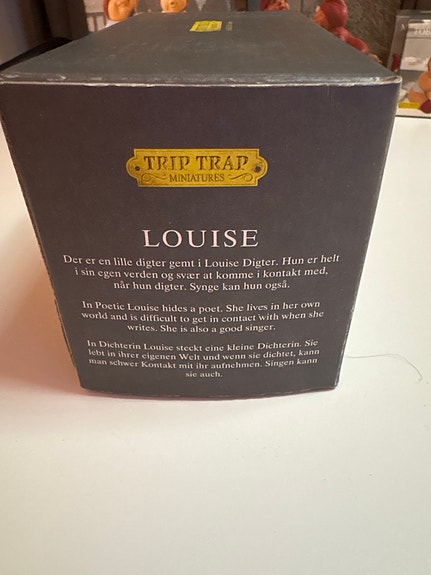 TRIP TRAP
MINIATURES
LOUISE
Der er en lille digter gemt i Louise Digter. Hun er helt
i sin egen verden og svær at komme i kontakt med,
når hun digter. Synge kan hun også.
In Poetic Louise hides a poet. She lives in her own
world and is difficult to get in contact with when she
writes. She is also a good singer.
In Dichterin Louise steckt eine kleine Dichterin. Sie
lebt in ihrer eigenen Welt und wenn sie dichtet, kann
man schwer Kontakt mit ihr aufnehmen. Singen kann
sie auch.